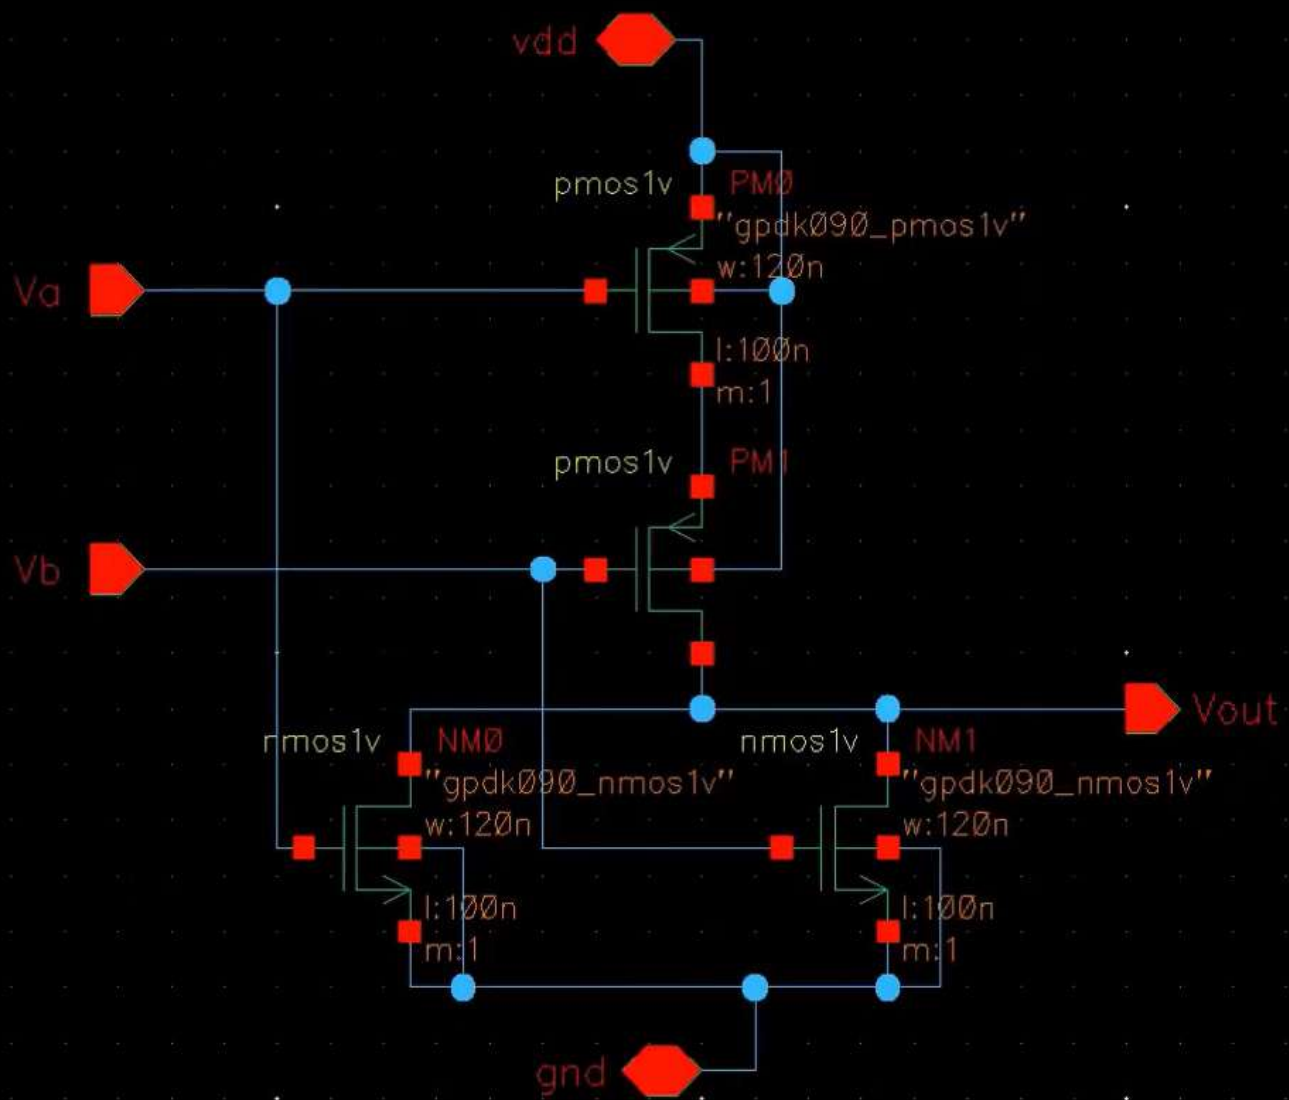 vdd
pmos1v PM0
"gpdk090_pmos1v"
w:120n
Va
l:100n
m:1
pmos1v PM1
Vb
Vout
nmos1v NM0
"gpdk090_nmos1v"
w:120n
l:100n
m:1
nmos1v NM1
"gpdk090_nmos1v"
w:120n
l:100n
m:1
gnd